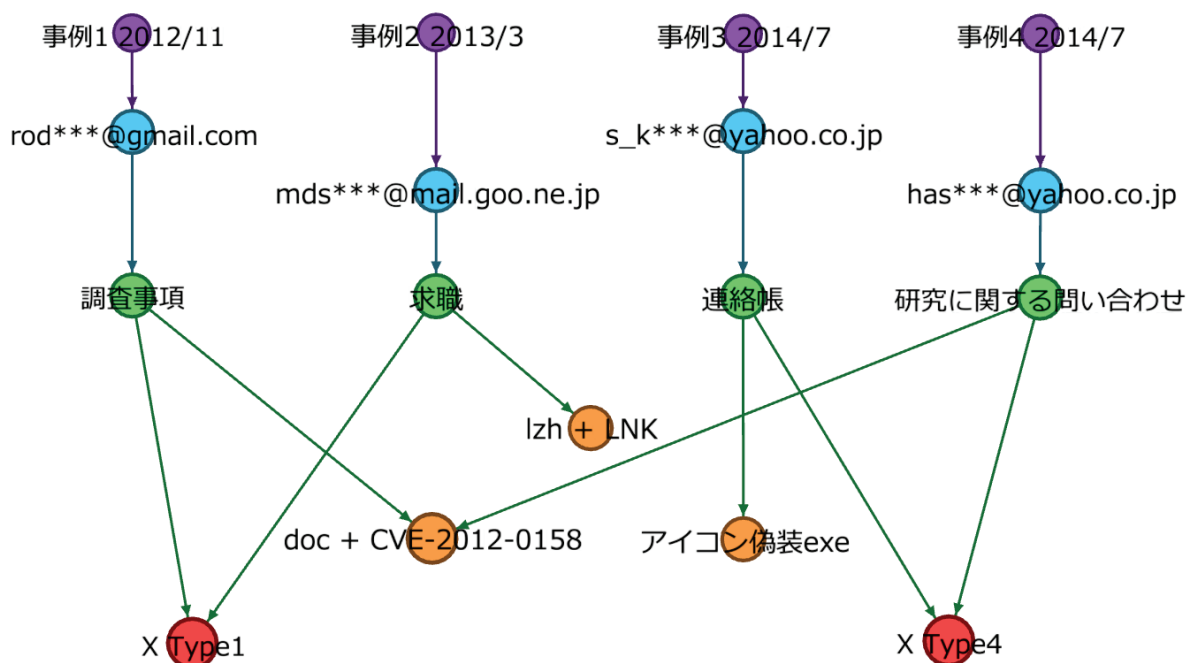 事例1 2012/11
事例2 2013/3
事例3 2014/7
事例4 2014/7
rod***@gmail.com
s_k***@yahoo.co.jp
mds***@mail.goo.ne.jp
has***@yahoo.co.jp
調査事項
求職
連絡帳
研究に関する問い合わせ
lzh + LNK
doc + CVE-2012-0158
アイコン偽装exe
X Type1
X Type4